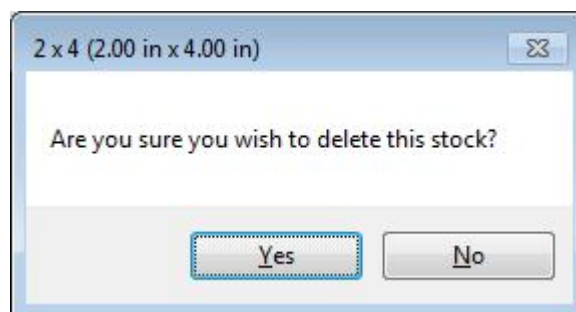 2 x 4 (2.00 in x 4.00 in)
Are you sure you wish to delete this stock?
Yes
No